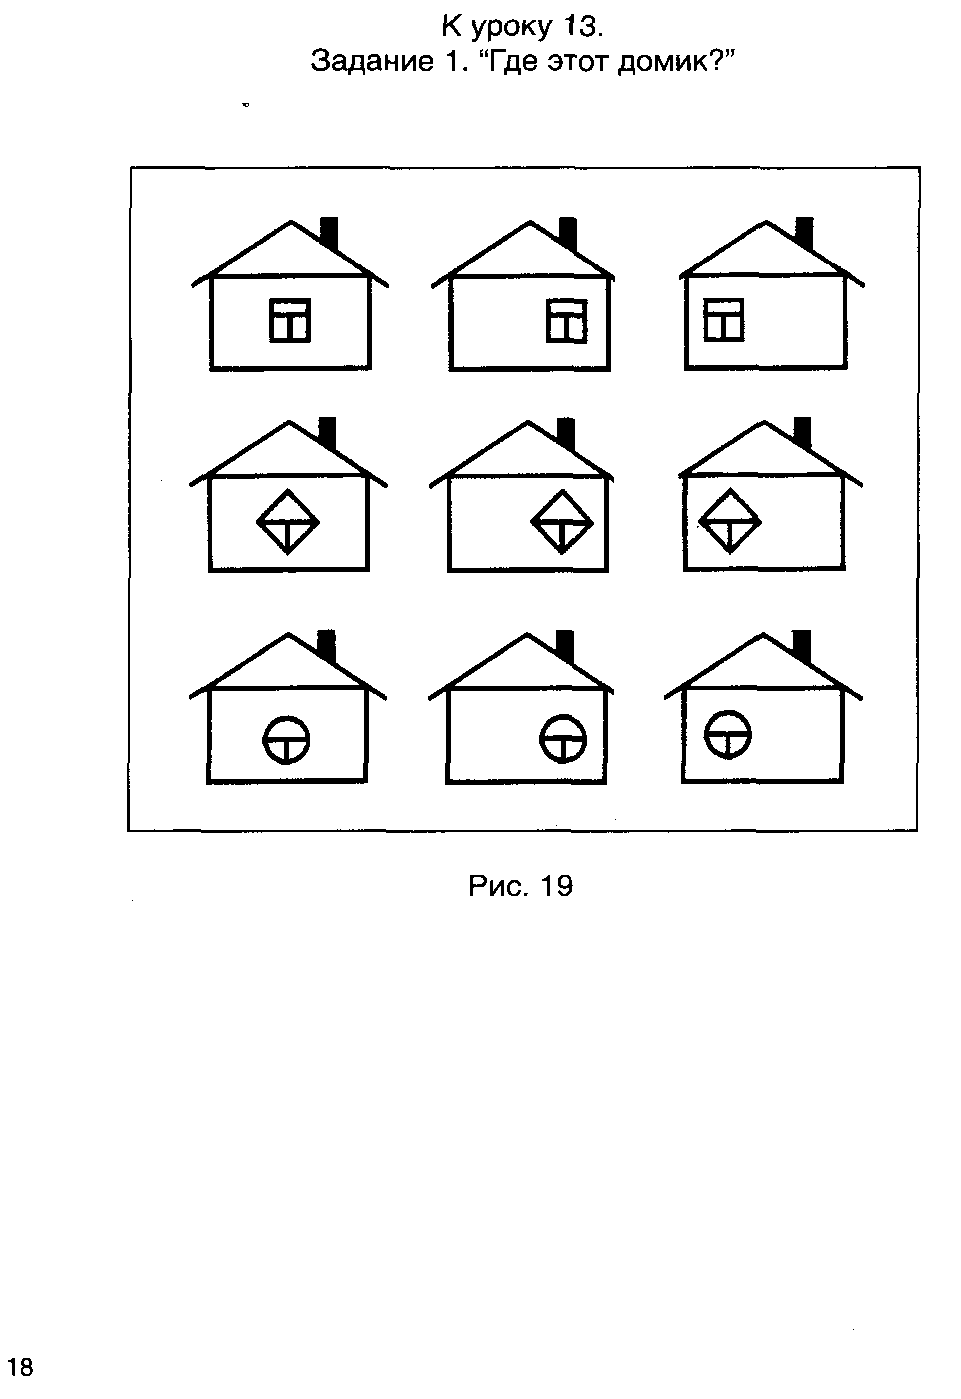 К уроку 13.
Задание 1. “Где этот домик?”
Рис. 19
18